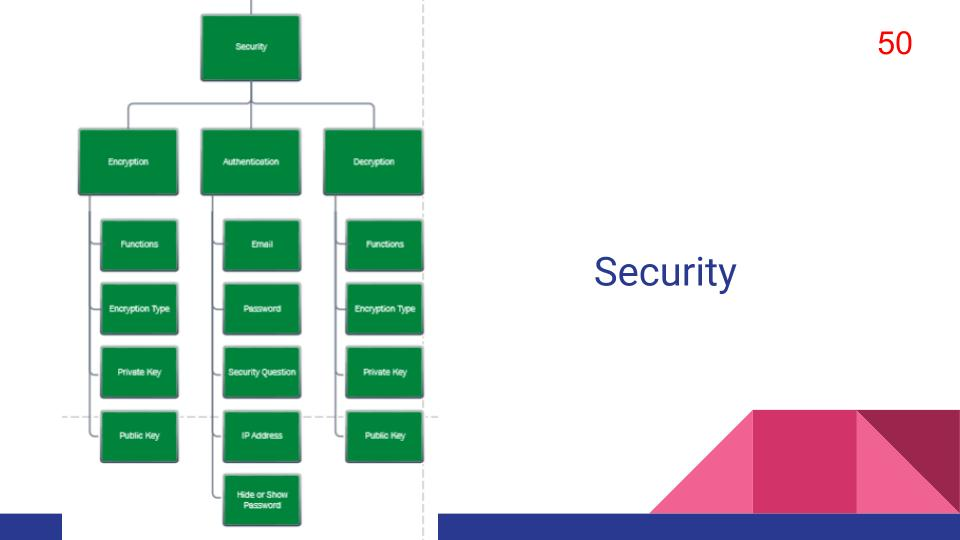 Security
50
Encryption
Authentication
Decryption
Functions
Email
Functions
Encryption Type
Password
Encryption Type
Private Key
Security Question
Private Key
Public Key
IP Address
Public Key
Hide or Show
Password
Security